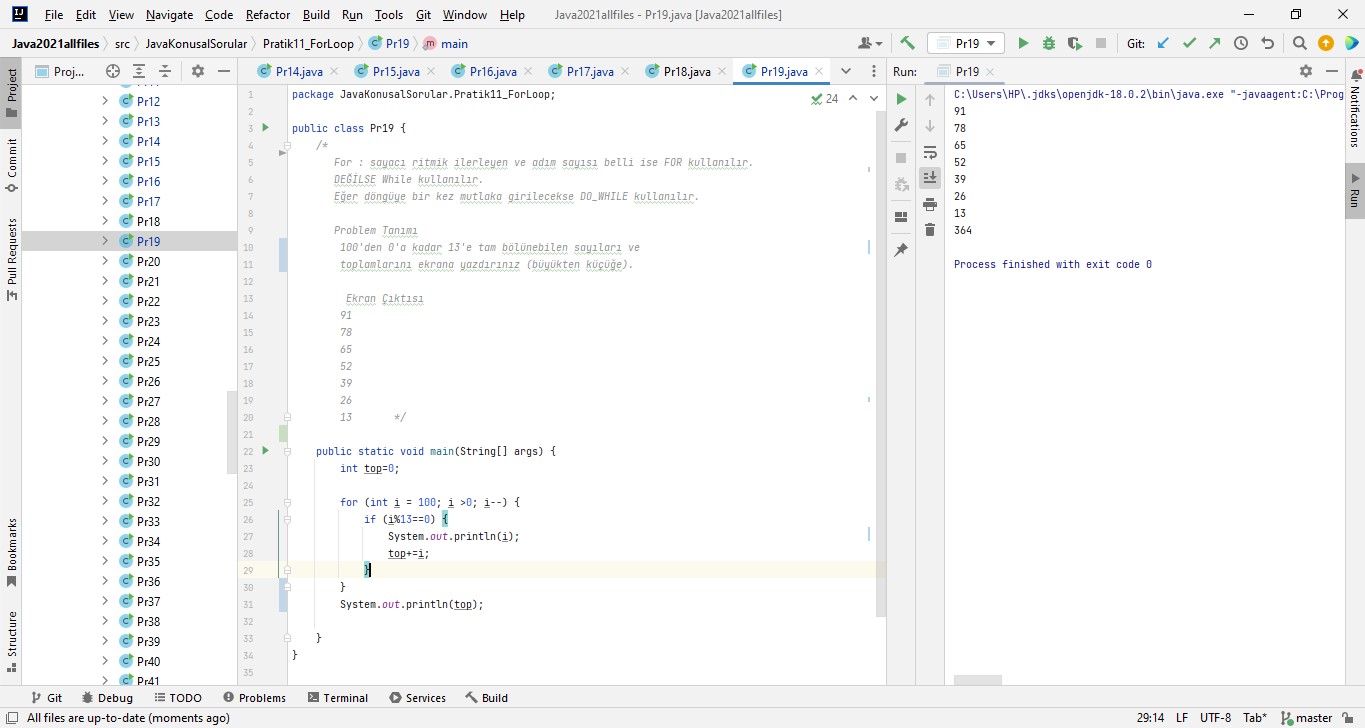 File Edit View Navigate Code Refactor Build Run Tools Git Window Help Java2021allfiles - Pr19.java [Java2021allfiles]
Java2021allfiles src JavaKonusalSorular Pratik11_ForLoop Pr19 main Pr19 Git:
Project
Commit
Pull Requests
Bookmarks
Structure
Proj...
Pr12
Pr13
Pr14
Pr15
Pr16
Pr17
Pr18
Pr19
Pr20
Pr21
Pr22
Pr23
Pr24
Pr25
Pr26
Pr27
Pr28
Pr29
Pr30
Pr31
Pr32
Pr33
Pr34
Pr35
Pr36
Pr37
Pr38
Pr39
Pr40
Pr41
Pr14.java Pr15.java Pr16.java Pr17.java Pr18.java Pr19.java
24
1 package JavaKonusalSorular.Pratik11_ForLoop;
2
3 public class Pr19 {
4 /*
5 For : sayacı ritmik ilerleyen ve adım sayısı belli ise FOR kullanılır.
6 DEĞİLSE While kullanılır.
7 Eğer döngüye bir kez mutlaka girilecekse DO_WHILE kullanılır.
8
9 Problem Tanımı
10 100'den 0'a kadar 13'e tam bölünebilen sayıları ve
11 toplamlarını ekrana yazdırınız (büyükten küçüğe).
12
13 Ekran Çıktısı
14 91
15 78
16 65
17 52
18 39
19 26
20 13 */
21
22 public static void main(String[] args) {
23 int top=0;
24
25 for (int i = 100; i >0; i--) {
26 if (i%13==0) {
27 System.out.println(i);
28 top+=i;
29 }
30 }
31 System.out.println(top);
32
33 }
34 }
35
Run: Pr19
C:\Users\HP\.jdks\openjdk-18.0.2\bin\java.exe "-javaagent:C:\Prog
91
78
65
52
39
26
13
364
Process finished with exit code 0
Notifications
Run
Git Debug TODO Problems Terminal Services Build
All files are up-to-date (moments ago) 29:14 LF UTF-8 Tab* master